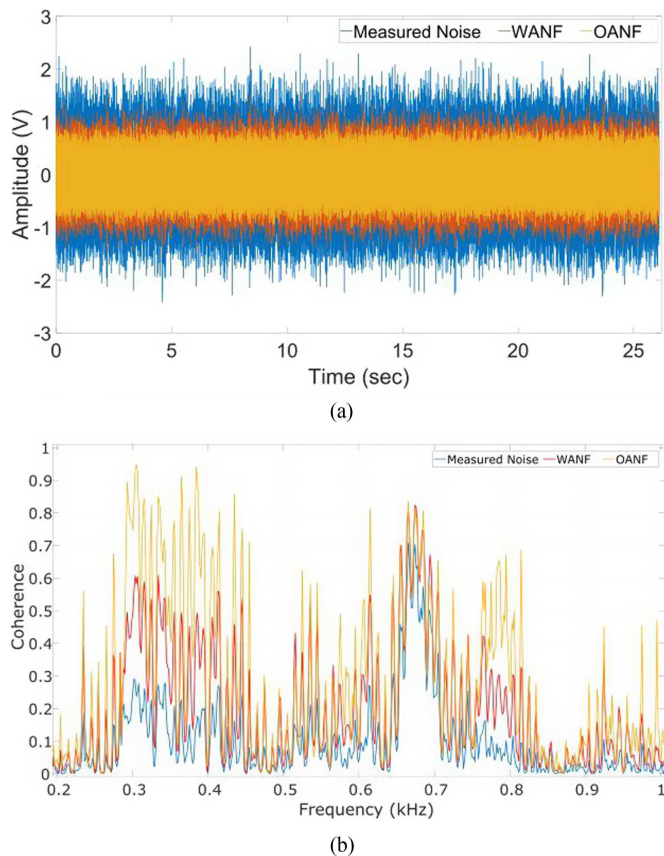 3
Measured Noise WANF OANF
2
1
0
-1
-2
-3
Amplitude (V)
0 5 10 15 20 25
Time (sec)
(a)
1
Measured Noise WANF OANF
0.9
0.8
0.7
0.6
0.5
0.4
0.3
0.2
0.1
0
Coherence
0.2 0.3 0.4 0.5 0.6 0.7 0.8 0.9 1
Frequency (kHz)
(b)